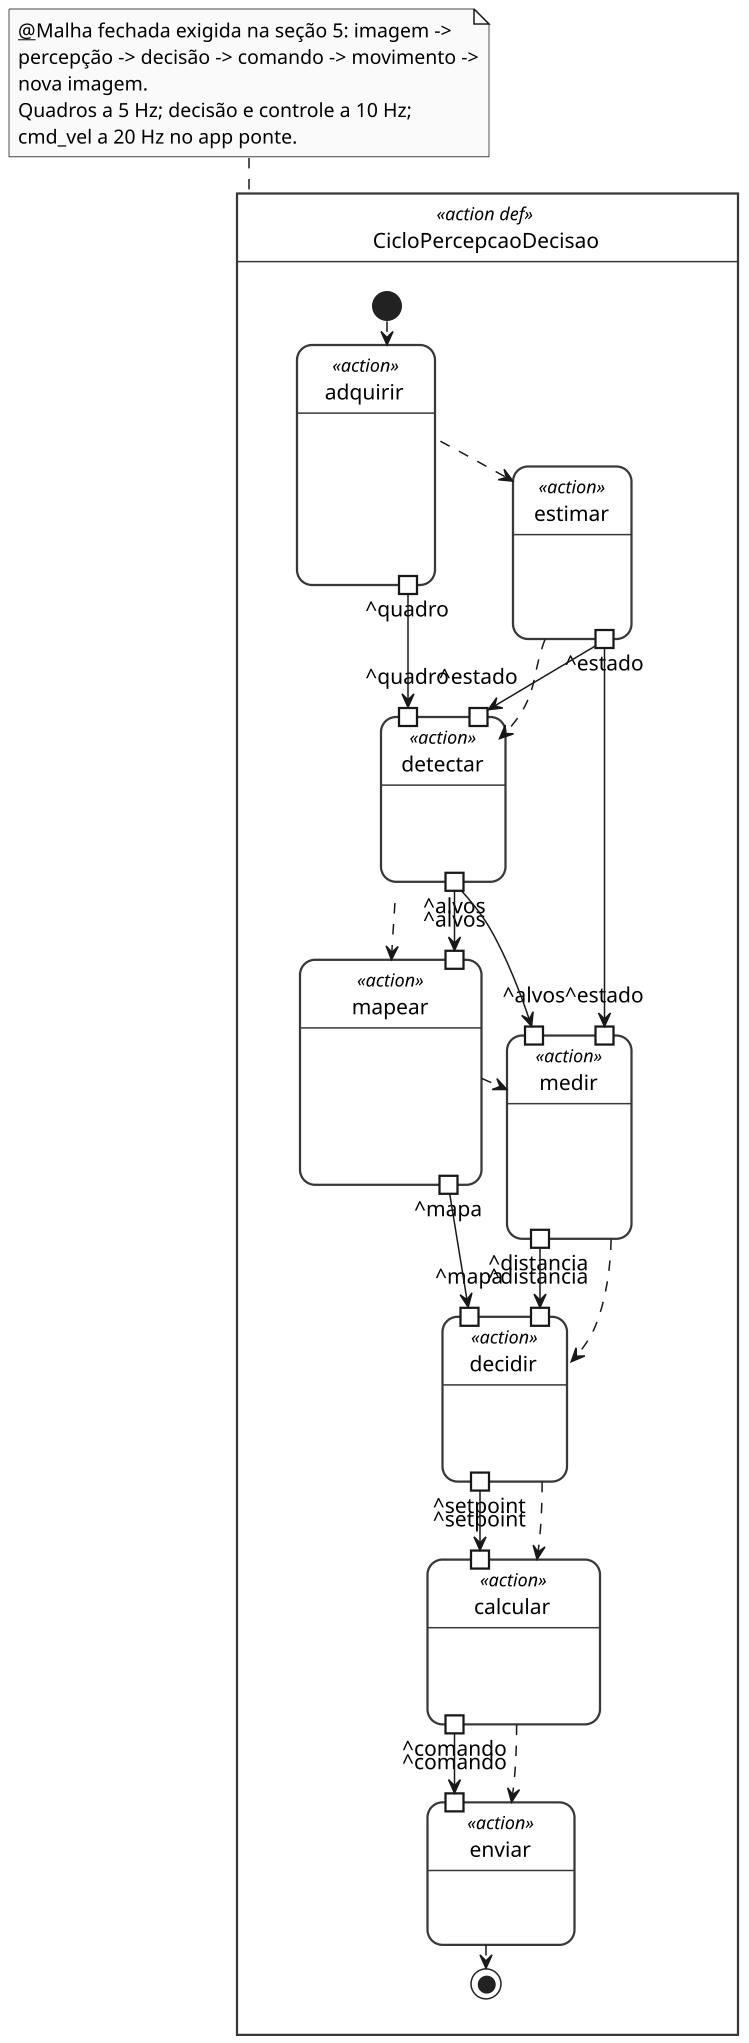 @Malha fechada exigida na seção 5: imagem ->
percepção -> decisão -> comando -> movimento ->
nova imagem.
Quadros a 5 Hz; decisão e controle a 10 Hz;
cmd_vel a 20 Hz no app ponte.
«action def»
CicloPercepcaoDecisao
«action»
adquirir
«action»
estimar
^quadro
^estado
^quadro
^estado
«action»
detectar
^alvos
^alvos
«action»
mapear
^alvos
^estado
«action»
medir
^mapa
^distancia
^mapa
^distancia
«action»
decidir
^setpoint
^setpoint
«action»
calcular
^comando
^comando
«action»
enviar